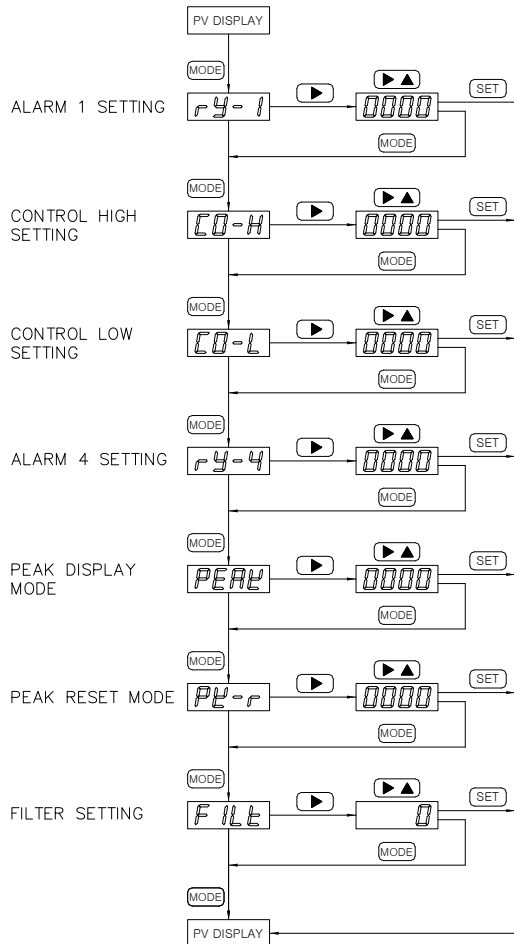 PV DISPLAY
MODE
SET
ALARM 1 SETTING
rY-1
0000
MODE
MODE
SET
CONTROL HIGH
SETTING
CO-H
0000
MODE
MODE
SET
CONTROL LOW
SETTING
CO-L
0000
MODE
MODE
SET
ALARM 4 SETTING
rY-4
0000
MODE
MODE
SET
PEAK DISPLAY
MODE
PEAK
0000
MODE
MODE
SET
PEAK RESET MODE
PK-r
0000
MODE
MODE
SET
FILTER SETTING
FILt
0
MODE
MODE
PV DISPLAY